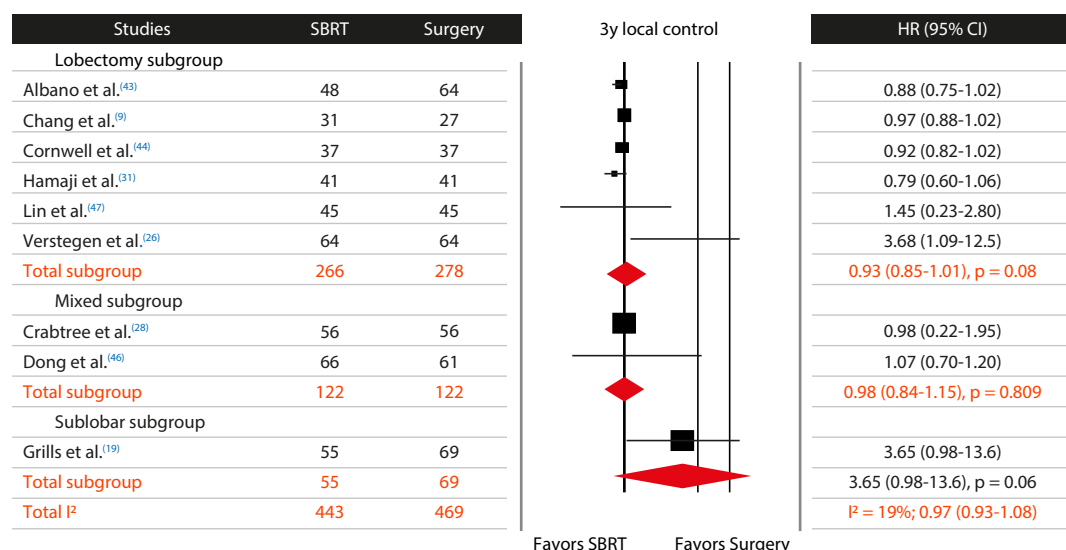 Studies SBRT Surgery 3y local control HR (95% CI)
Lobectomy subgroup
Albano et al.(43) 48 64 0.88 (0.75-1.02)
Chang et al.(9) 31 27 0.97 (0.88-1.02)
Cornwell et al.(44) 37 37 0.92 (0.82-1.02)
Hamaji et al.(31) 41 41 0.79 (0.60-1.06)
Lin et al.(47) 45 45 1.45 (0.23-2.80)
Verstegen et al.(26) 64 64 3.68 (1.09-12.5)
Total subgroup 266 278 0.93 (0.85-1.01), p = 0.08
Mixed subgroup
Crabtree et al.(28) 56 56 0.98 (0.22-1.95)
Dong et al.(46) 66 61 1.07 (0.70-1.20)
Total subgroup 122 122 0.98 (0.84-1.15), p = 0.809
Sublobar subgroup
Grills et al.(19) 55 69 3.65 (0.98-13.6)
Total subgroup 55 69 3.65 (0.98-13.6), p = 0.06
Total I² 443 469 I² = 19%; 0.97 (0.93-1.08)
Favors SBRT Favors Surgery